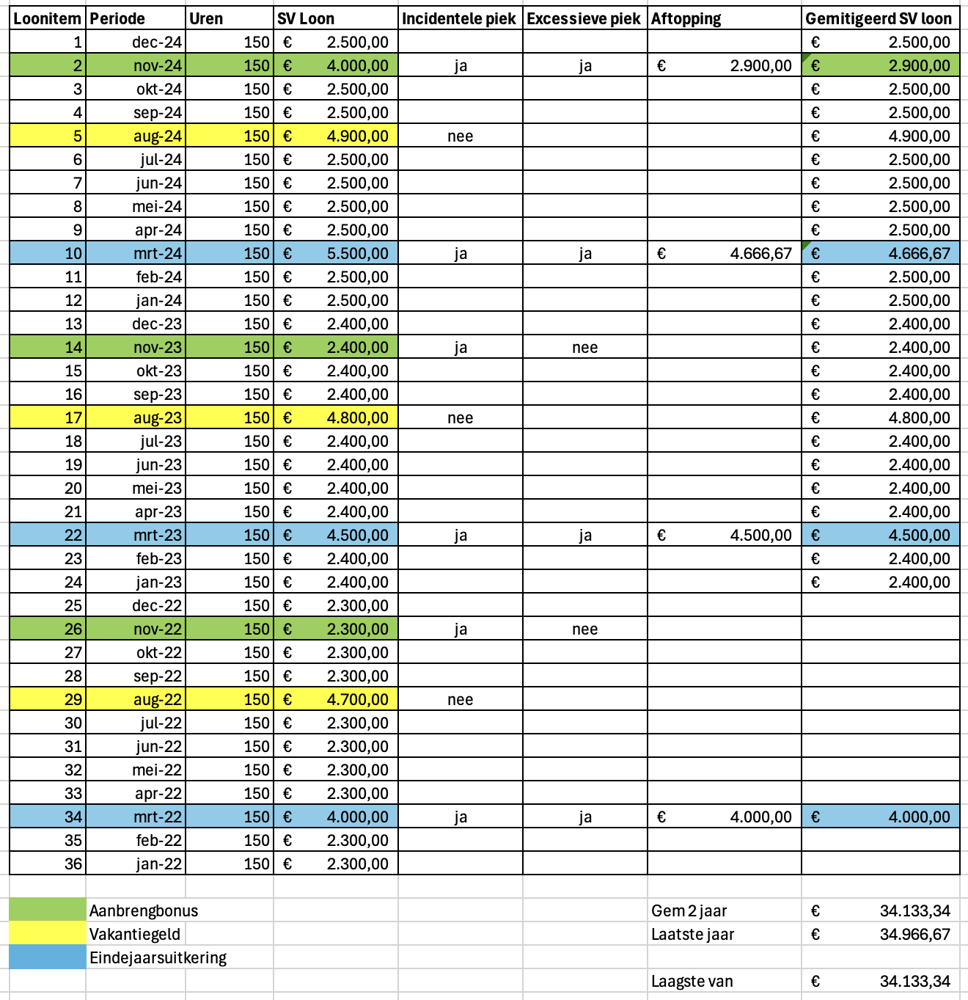 Loonitem Periode Uren SV Loon Incidentele piek Excessieve piek Aftopping Gemitigeerd SV loon
1 dec-24 150 € 2.500,00 € 2.500,00
2 nov-24 150 € 4.000,00 ja ja € 2.900,00 € 2.900,00
3 okt-24 150 € 2.500,00 € 2.500,00
4 sep-24 150 € 2.500,00 € 2.500,00
5 aug-24 150 € 4.900,00 nee € 4.900,00
6 jul-24 150 € 2.500,00 € 2.500,00
7 jun-24 150 € 2.500,00 € 2.500,00
8 mei-24 150 € 2.500,00 € 2.500,00
9 apr-24 150 € 2.500,00 € 2.500,00
10 mrt-24 150 € 5.500,00 ja ja € 4.666,67 € 4.666,67
11 feb-24 150 € 2.500,00 € 2.500,00
12 jan-24 150 € 2.500,00 € 2.500,00
13 dec-23 150 € 2.400,00 € 2.400,00
14 nov-23 150 € 2.400,00 ja nee € 2.400,00
15 okt-23 150 € 2.400,00 € 2.400,00
16 sep-23 150 € 2.400,00 € 2.400,00
17 aug-23 150 € 4.800,00 nee € 4.800,00
18 jul-23 150 € 2.400,00 € 2.400,00
19 jun-23 150 € 2.400,00 € 2.400,00
20 mei-23 150 € 2.400,00 € 2.400,00
21 apr-23 150 € 2.400,00 € 2.400,00
22 mrt-23 150 € 4.500,00 ja ja € 4.500,00 € 4.500,00
23 feb-23 150 € 2.400,00 € 2.400,00
24 jan-23 150 € 2.400,00 € 2.400,00
25 dec-22 150 € 2.300,00
26 nov-22 150 € 2.300,00 ja nee
27 okt-22 150 € 2.300,00
28 sep-22 150 € 2.300,00
29 aug-22 150 € 4.700,00 nee
30 jul-22 150 € 2.300,00
31 jun-22 150 € 2.300,00
32 mei-22 150 € 2.300,00
33 apr-22 150 € 2.300,00
34 mrt-22 150 € 4.000,00 ja ja € 4.000,00 € 4.000,00
35 feb-22 150 € 2.300,00
36 jan-22 150 € 2.300,00
Aanbrengbonus Gem 2 jaar € 34.133,34
Vakantiegeld Laatste jaar € 34.966,67
Eindejaarsuitkering
Laagste van € 34.133,34